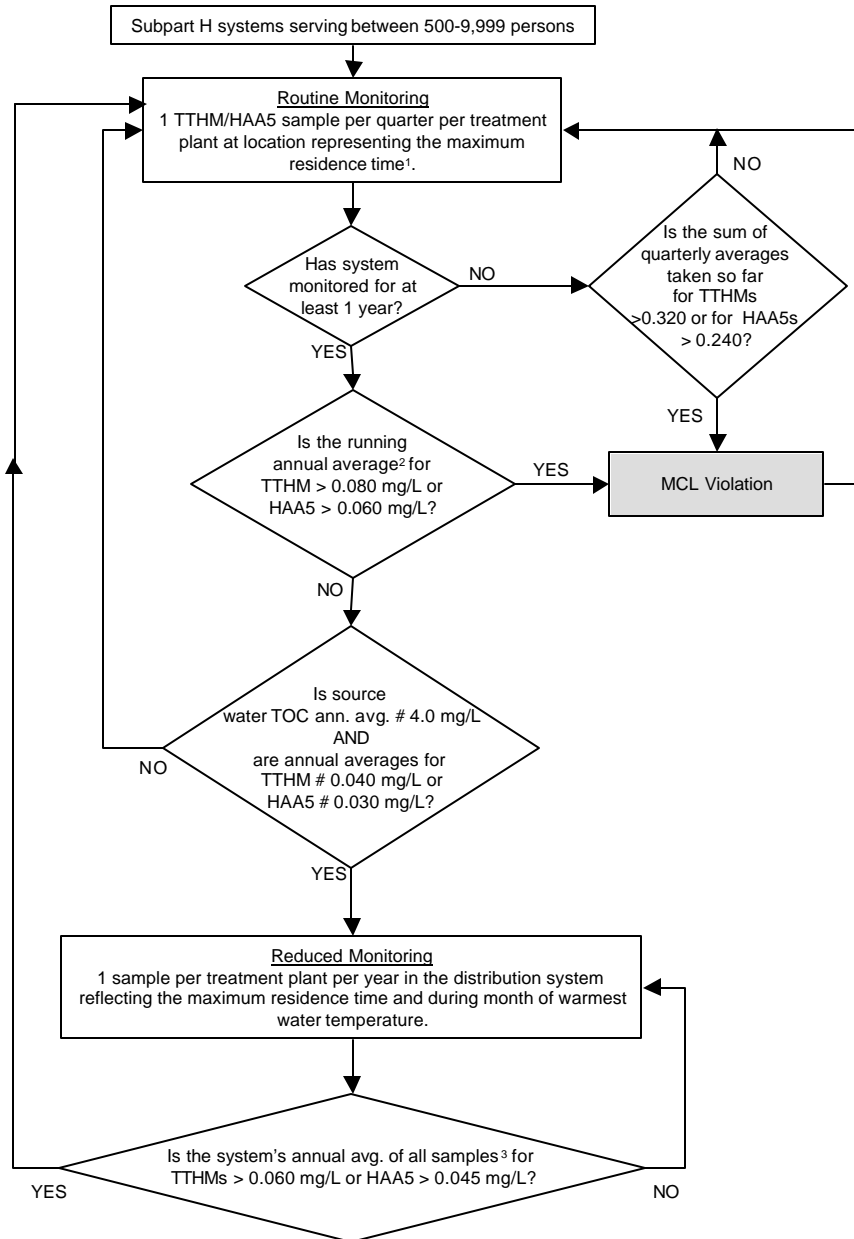 Subpart H systems serving between 500-9,999 persons
Routine Monitoring
1 TTHM/HAA5 sample per quarter per treatment
plant at location representing the maximum
residence time¹.
Has system
monitored for at
least 1 year?
NO
Is the sum of
quarterly averages
taken so far
for TTHMs
>0.320 or for HAA5s
> 0.240?
NO
YES
YES
Is the running
annual average² for
TTHM > 0.080 mg/L or
HAA5 > 0.060 mg/L?
YES
MCL Violation
NO
Is source
water TOC ann. avg. # 4.0 mg/L
AND
are annual averages for
TTHM # 0.040 mg/L or
HAA5 # 0.030 mg/L?
NO
YES
Reduced Monitoring
1 sample per treatment plant per year in the distribution system
reflecting the maximum residence time and during month of warmest
water temperature.
Is the system's annual avg. of all samples³ for
TTHMs > 0.060 mg/L or HAA5 > 0.045 mg/L?
YES
NO